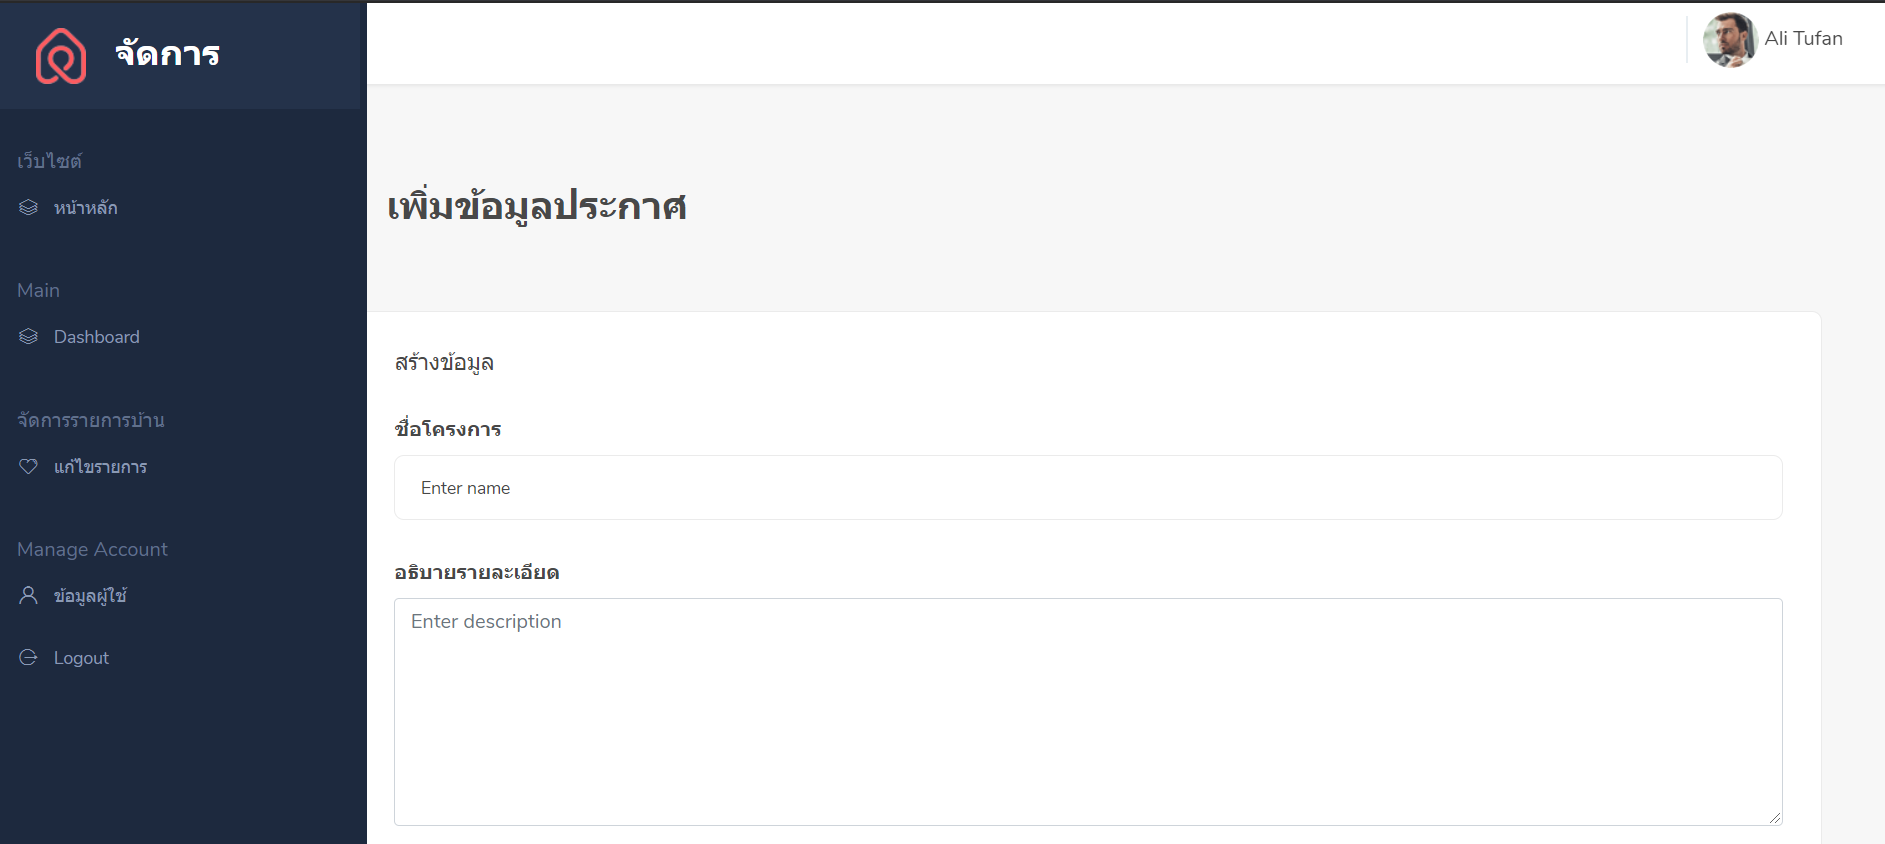 จัดการ
Ali Tufan
เว็บไซต์
หน้าหลัก
Main
Dashboard
จัดการรายการบ้าน
แก้ไขรายการ
Manage Account
ข้อมูลผู้ใช้
Logout
เพิ่มข้อมูลประกาศ
สร้างข้อมูล
ชื่อโครงการ
Enter name
อธิบายรายละเอียด
Enter description